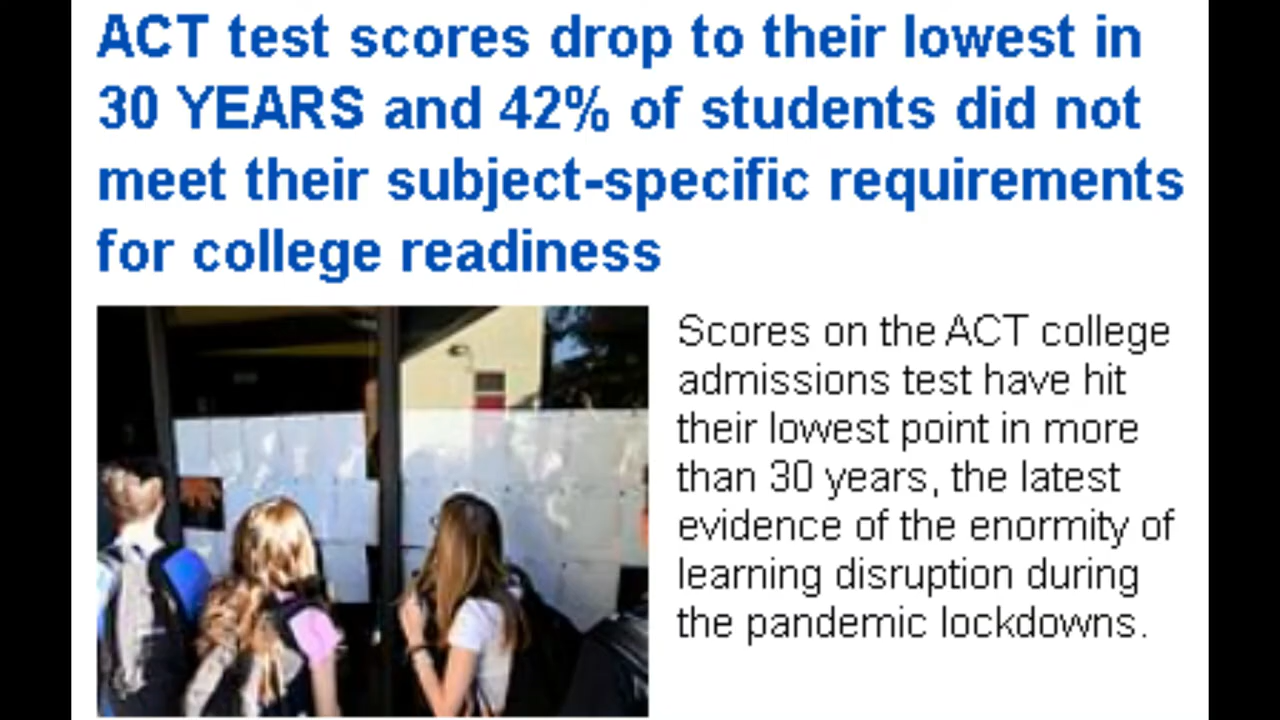 ACT test scores drop to their lowest in
30 YEARS and 42% of students did not
meet their subject-specific requirements
for college readiness
Scores on the ACT college
admissions test have hit
their lowest point in more
than 30 years, the latest
evidence of the enormity of
learning disruption during
the pandemic lockdowns.